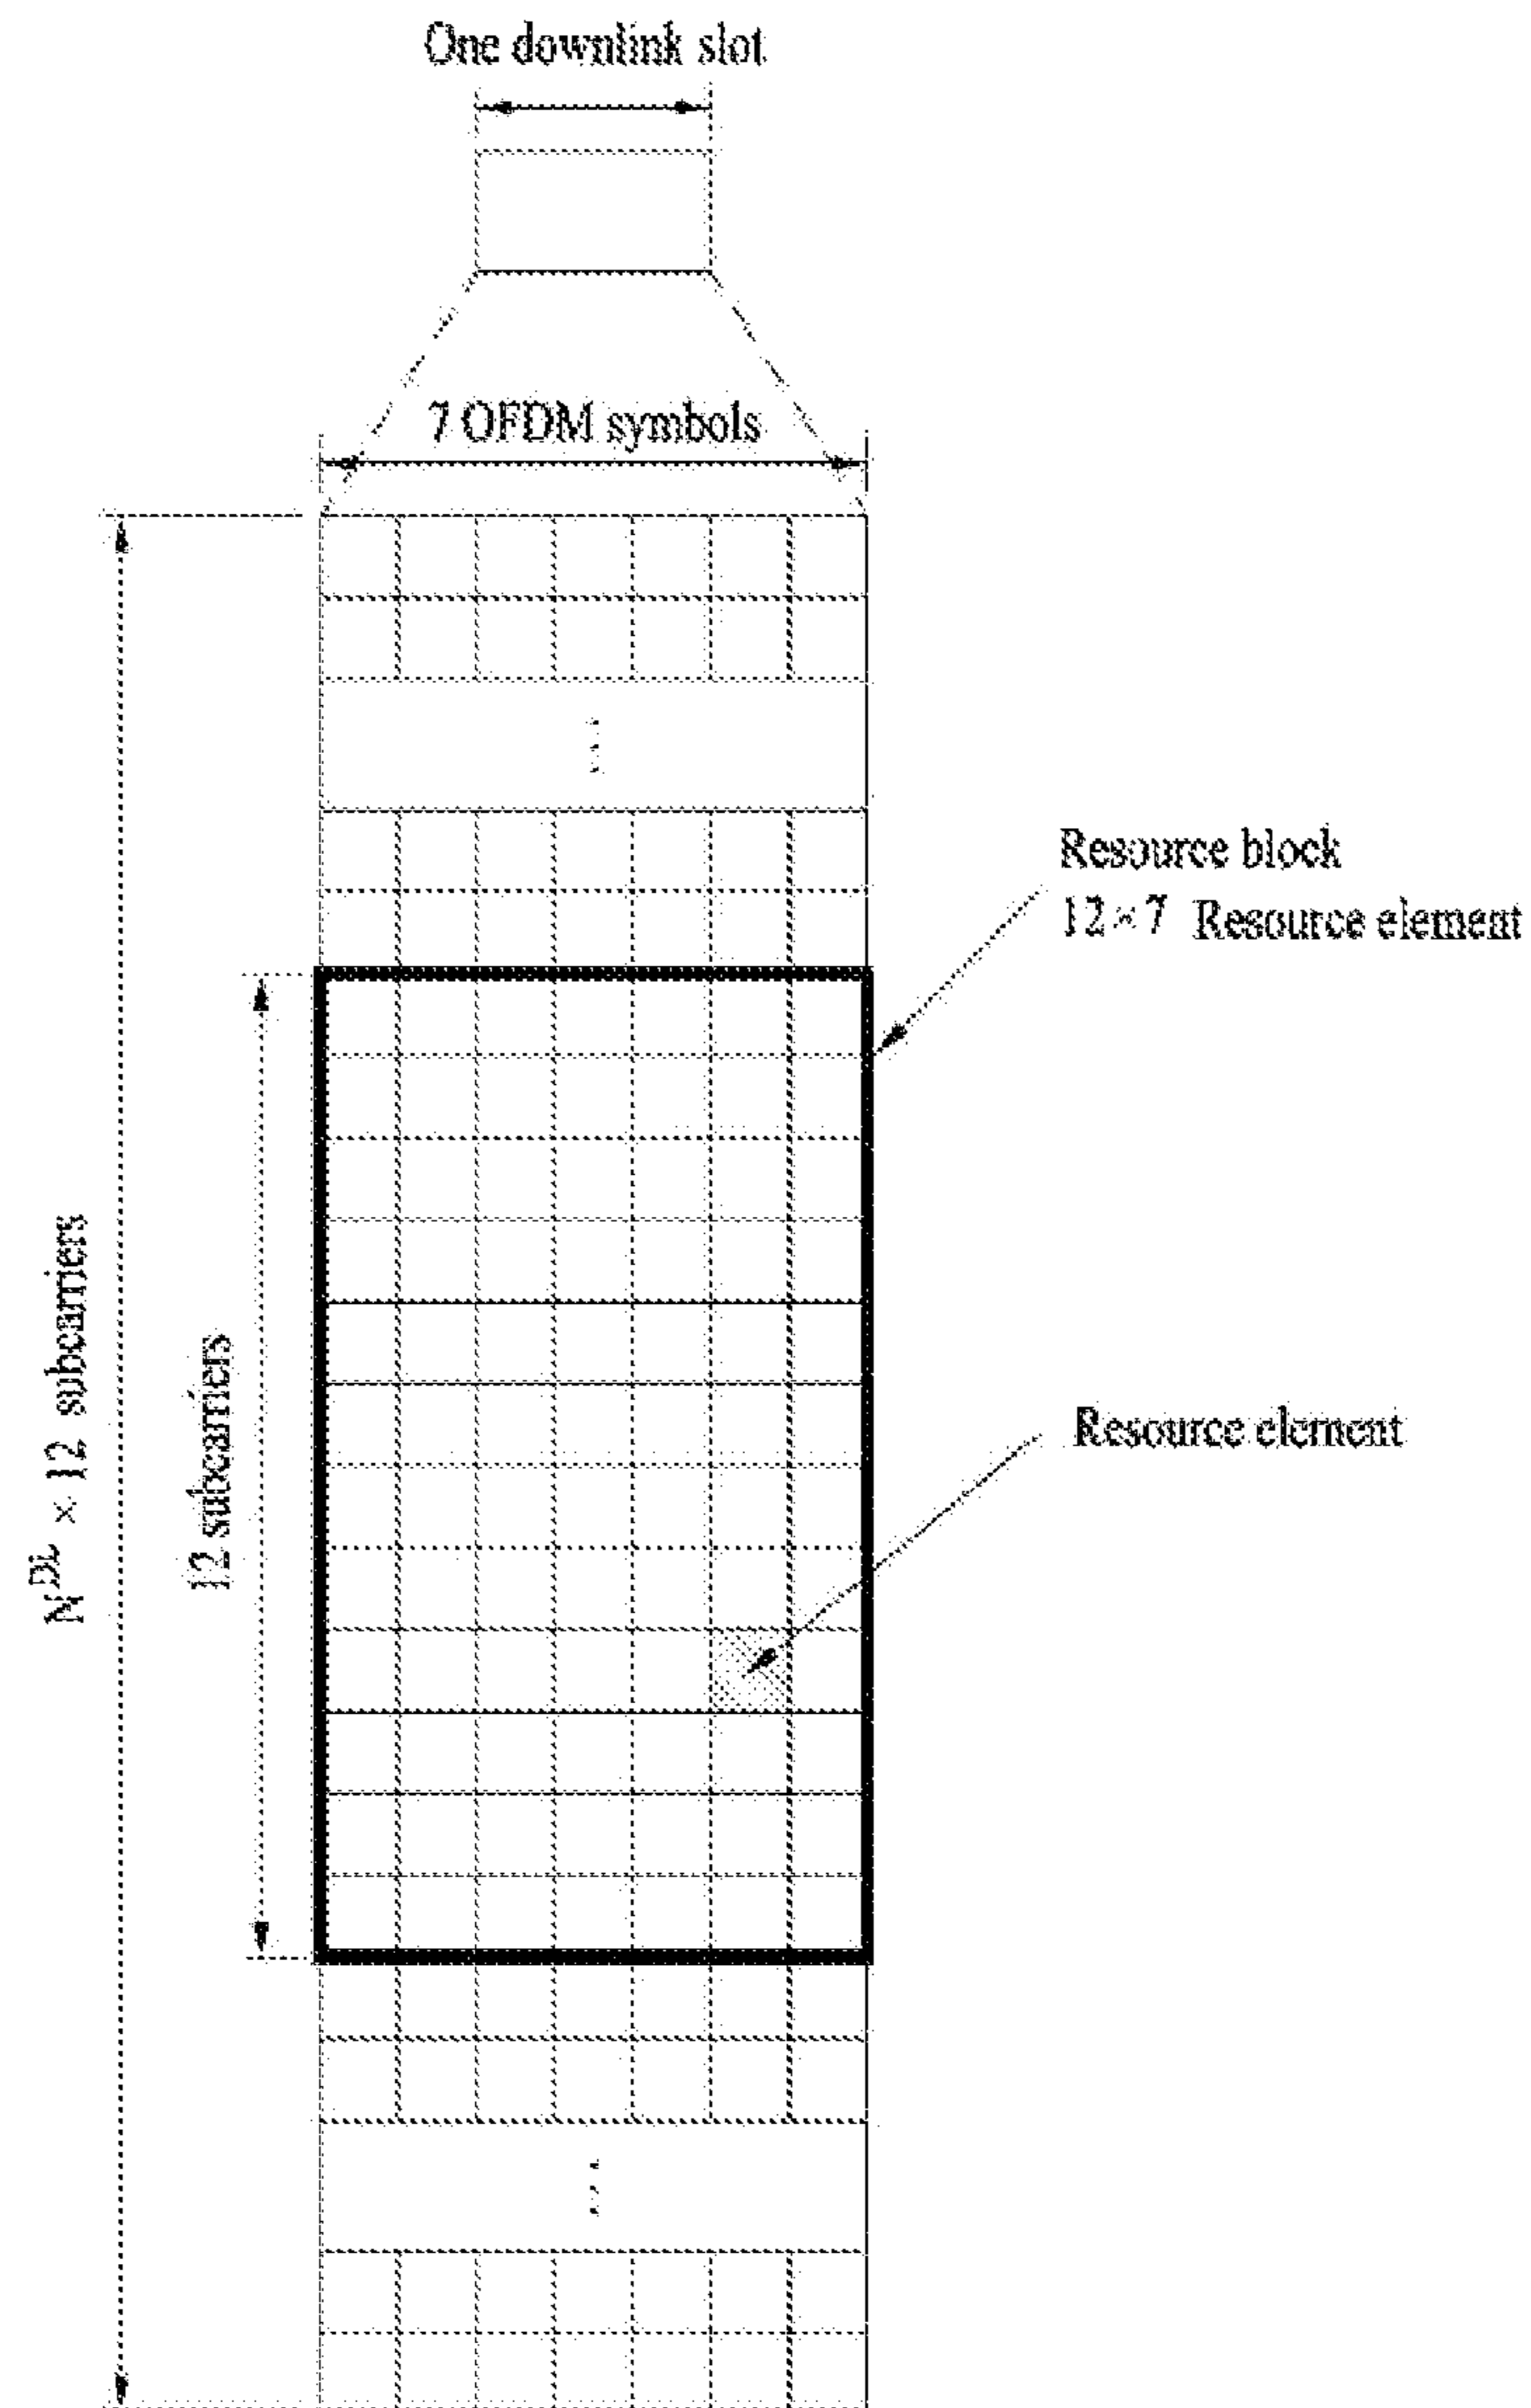 One downlink slot
7 OFDM symbols
Resource block
12×7 Resource element
N^DL × 12 subcarriers
12 subcarriers
Resource element